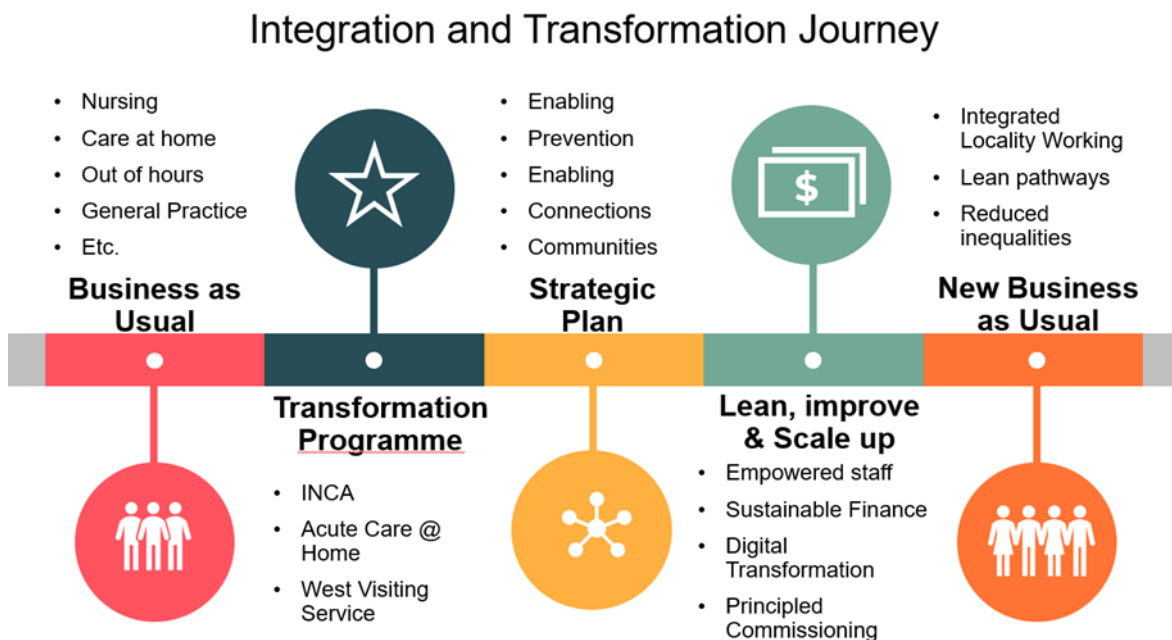 Integration and Transformation Journey
• Nursing
• Care at home
• Out of hours
• General Practice
• Etc.
Business as
Usual
Transformation
Programme
• INCA
• Acute Care @
Home
• West Visiting
Service
• Enabling
• Prevention
• Enabling
• Connections
• Communities
Strategic
Plan
$
Lean, improve
& Scale up
• Empowered staff
• Sustainable Finance
• Digital
Transformation
• Principled
Commissioning
• Integrated
Locality Working
• Lean pathways
• Reduced
inequalities
New Business
as Usual